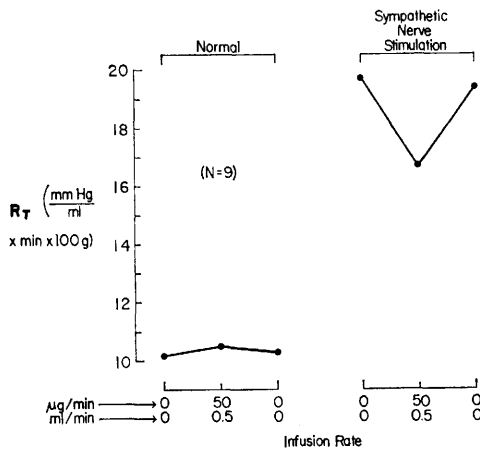 Normal
Sympathetic
Nerve
Stimulation
20
18
16
14
12
10
(N=9)
R_T (mm Hg/ml
x min x 100 g)
µg/min → 0 50 0 0 50 0
ml/min → 0 0.5 0 0 0.5 0
Infusion Rate